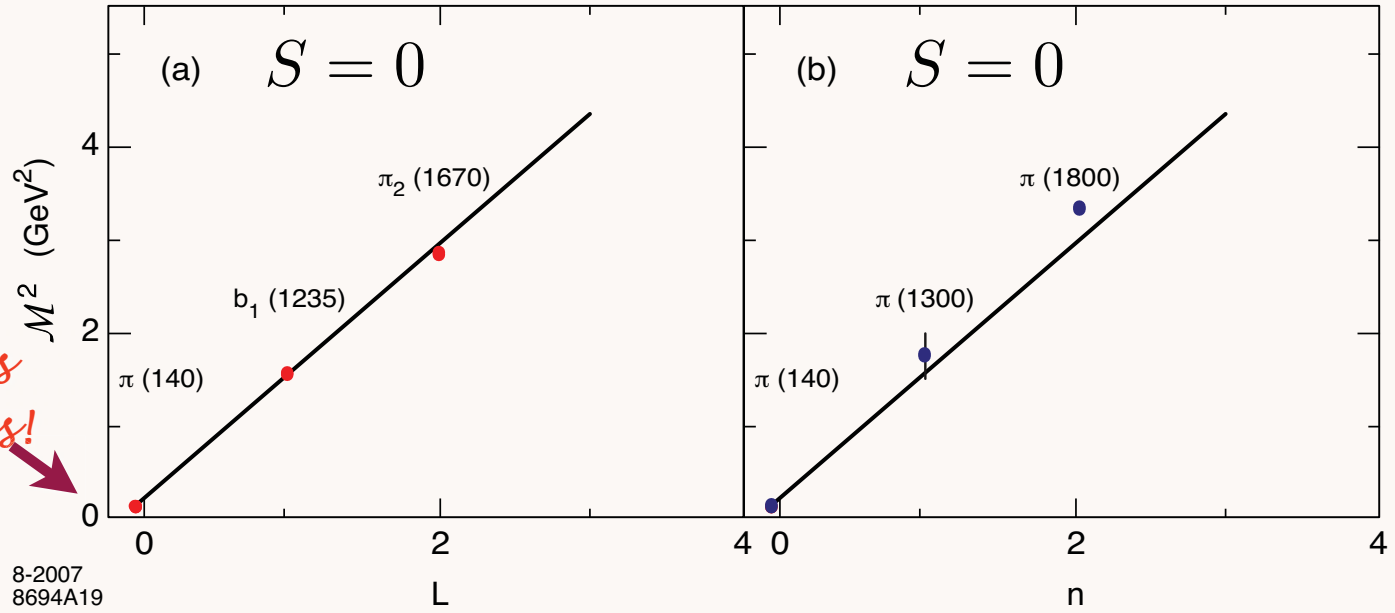 (a) S = 0
(b) S = 0
4
π₂ (1670)
π (1800)
b₁ (1235)
π (1300)
2
π (140)
π (140)
0
ℳ² (GeV²)
0 2 4
0 2 4
L
n
8-2007
8694A19